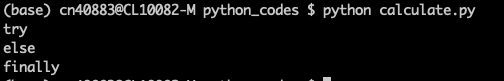 (base) cn40883@CL10082-M python_codes $ python calculate.py
try
else
finally